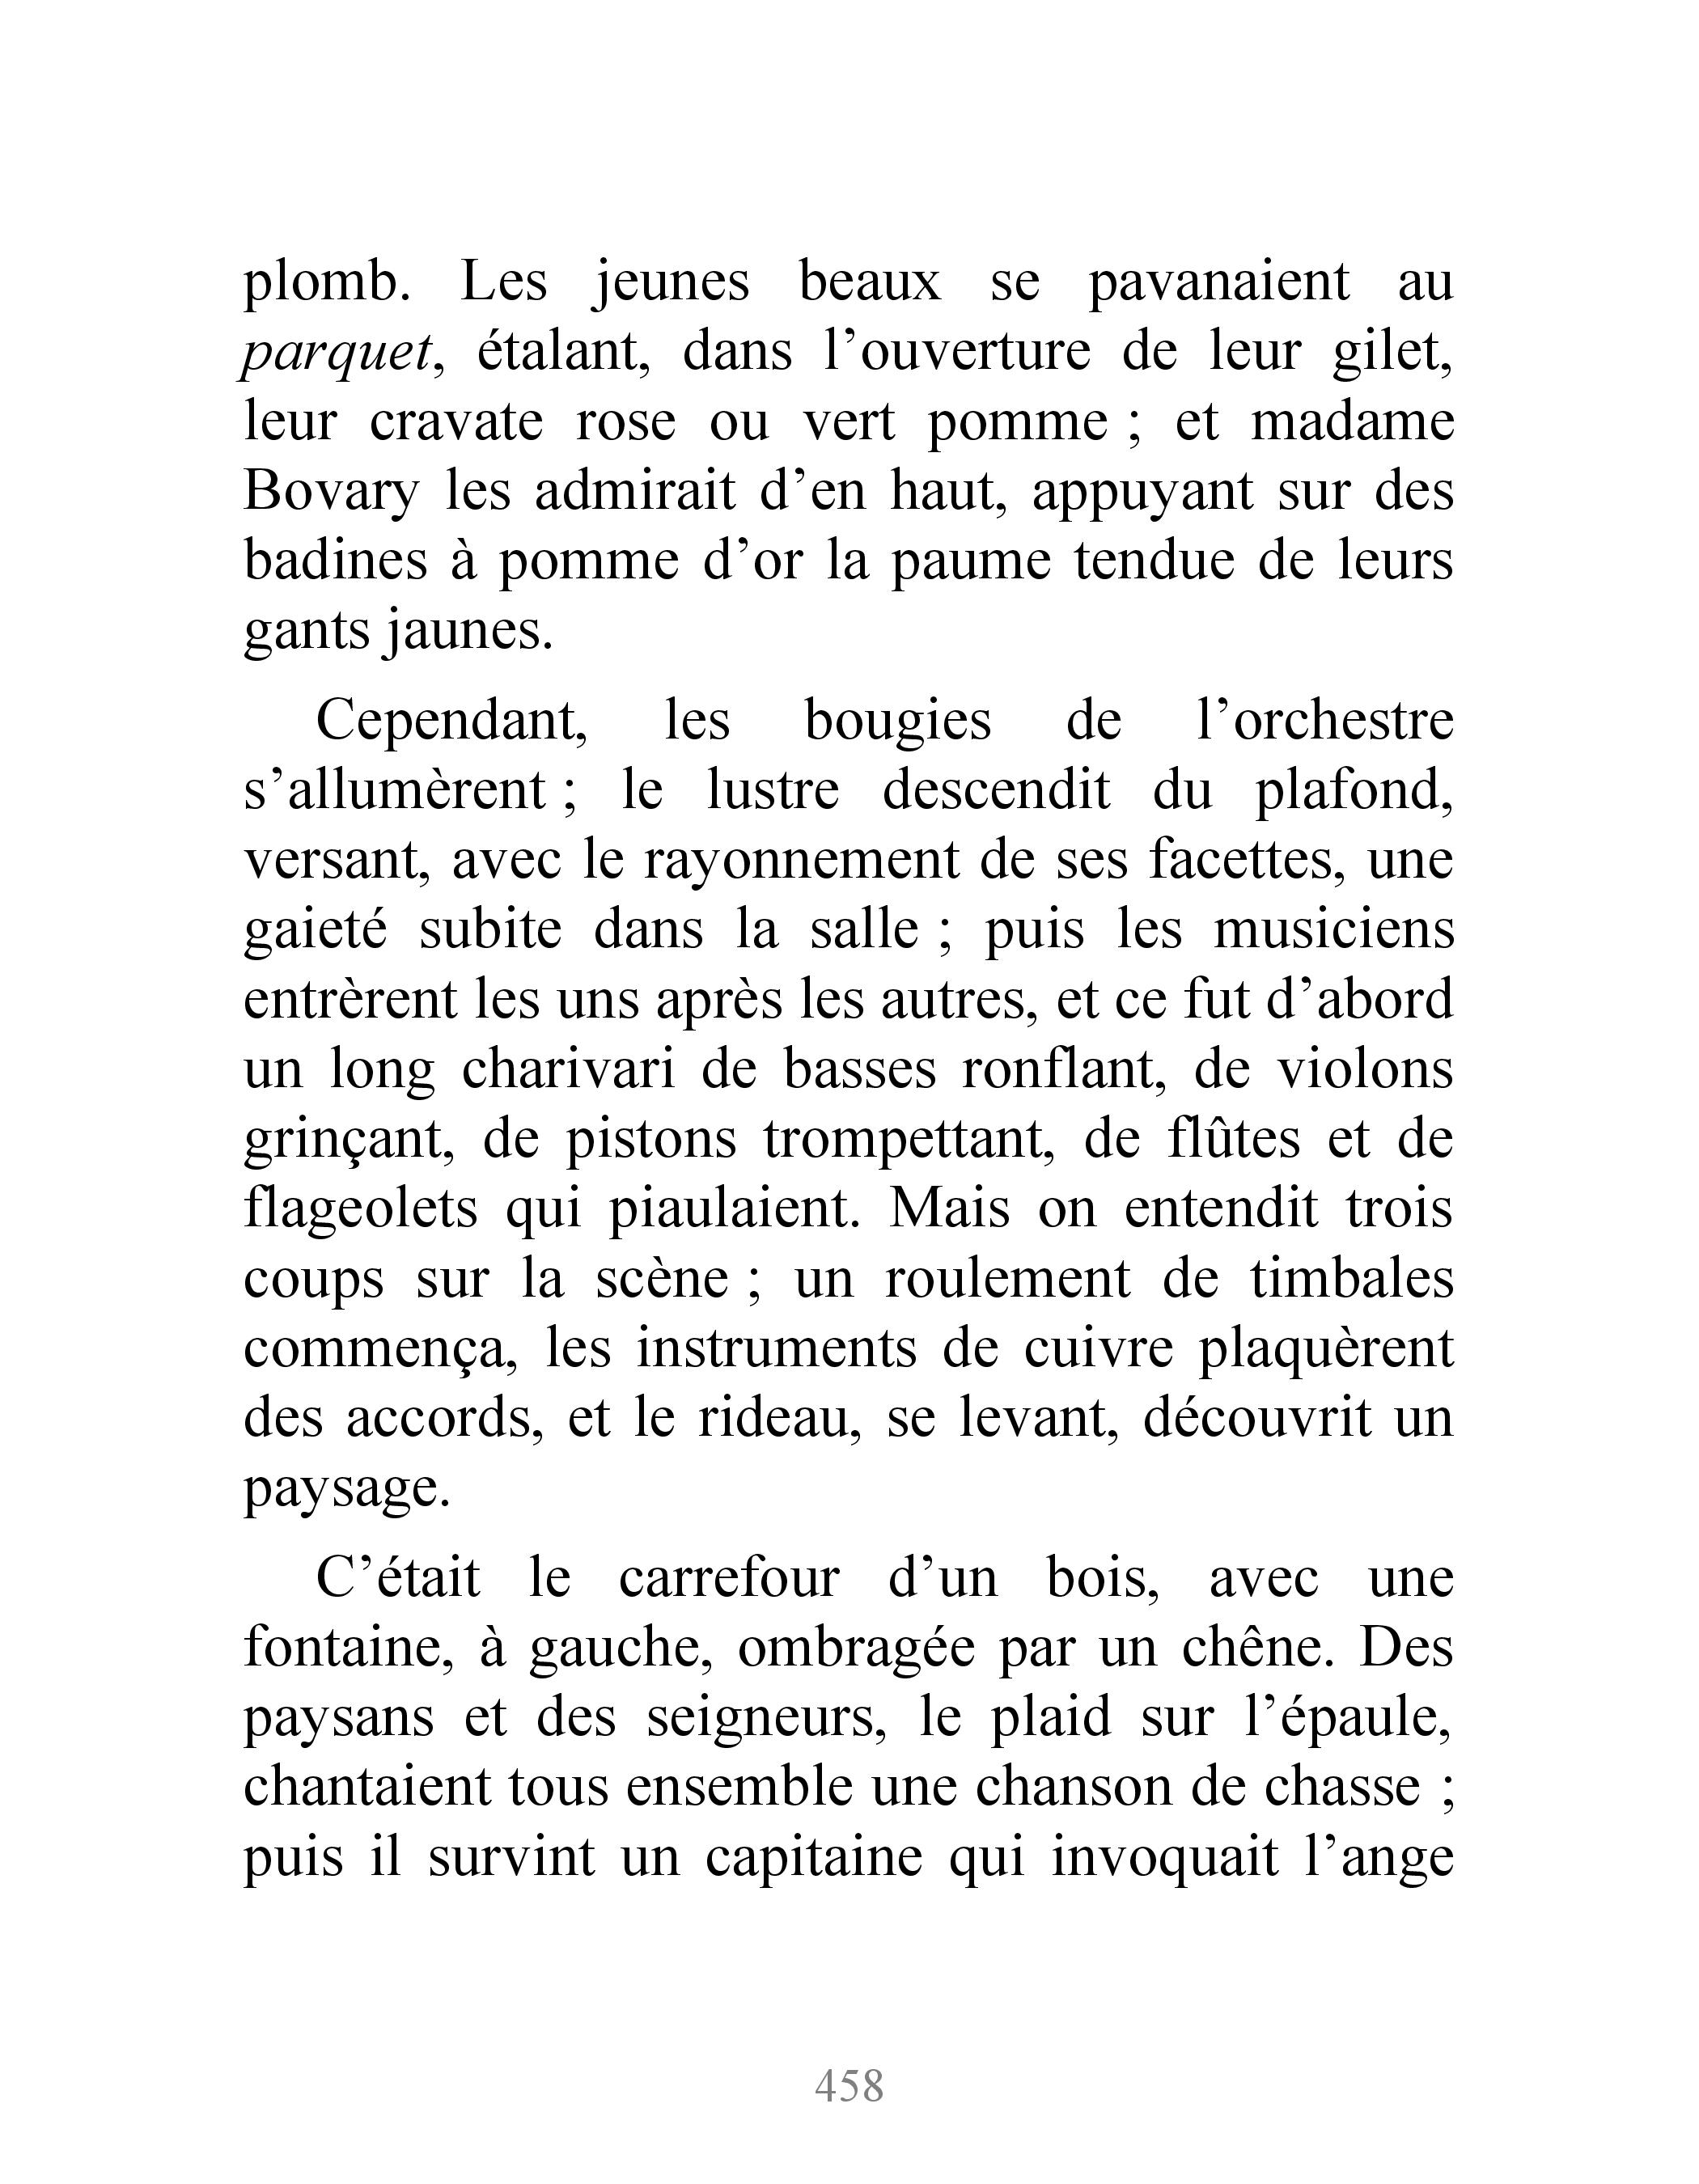 plomb. Les jeunes beaux se pavanaient au
parquet, étalant, dans l’ouverture de leur gilet,
leur cravate rose ou vert pomme ; et madame
Bovary les admirait d’en haut, appuyant sur des
badines à pomme d’or la paume tendue de leurs
gants jaunes.
Cependant, les bougies de l’orchestre
s’allumèrent ; le lustre descendit du plafond,
versant, avec le rayonnement de ses facettes, une
gaieté subite dans la salle ; puis les musiciens
entrèrent les uns après les autres, et ce fut d’abord
un long charivari de basses ronflant, de violons
grinçant, de pistons trompettant, de flûtes et de
flageolets qui piaulaient. Mais on entendit trois
coups sur la scène ; un roulement de timbales
commença, les instruments de cuivre plaquèrent
des accords, et le rideau, se levant, découvrit un
paysage.
C’était le carrefour d’un bois, avec une
fontaine, à gauche, ombragée par un chêne. Des
paysans et des seigneurs, le plaid sur l’épaule,
chantaient tous ensemble une chanson de chasse ;
puis il survint un capitaine qui invoquait l’ange
458